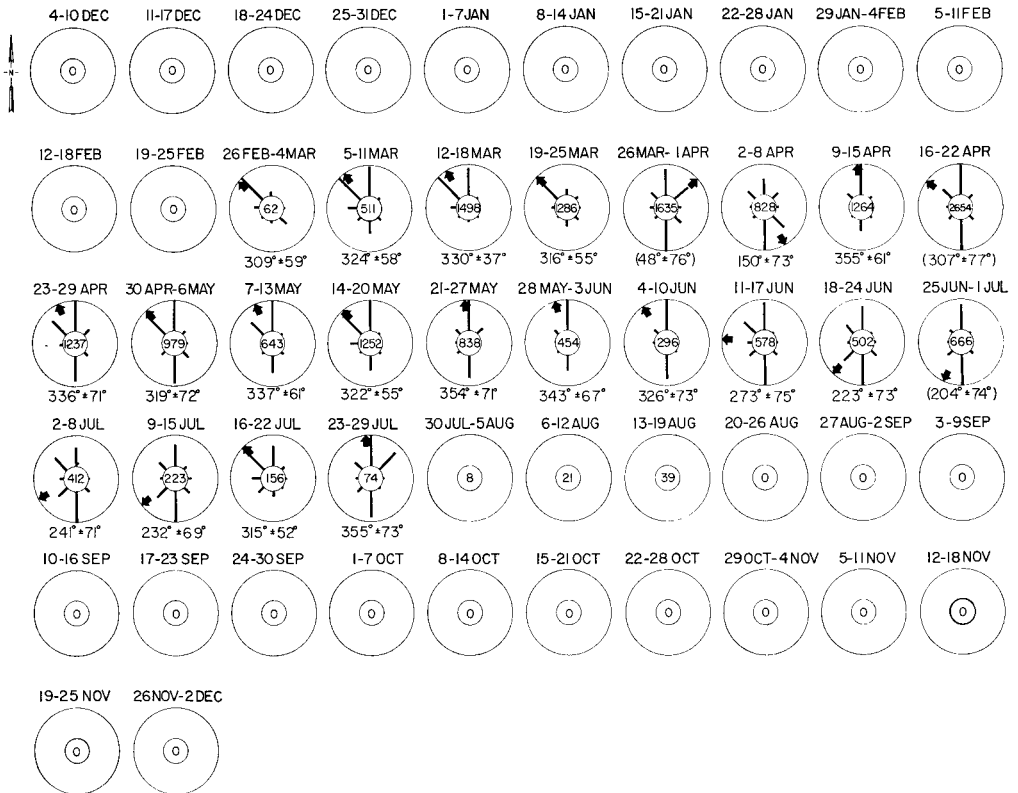 4-10 DEC 11-17 DEC 18-24 DEC 25-31 DEC 1-7 JAN 8-14 JAN 15-21 JAN 22-28 JAN 29 JAN-4 FEB 5-11 FEB
-N-
0 0 0 0 0 0 0 0 0 0
12-18 FEB 19-25 FEB 26 FEB-4 MAR 5-11 MAR 12-18 MAR 19-25 MAR 26 MAR-1 APR 2-8 APR 9-15 APR 16-22 APR
0 0 62 511 1498 286 1635 828 1264 2654
309°±59° 324°±58° 330°±37° 316°±55° (48°±76°) 150°±73° 355°±61° (307°±77°)
23-29 APR 30 APR-6 MAY 7-13 MAY 14-20 MAY 21-27 MAY 28 MAY-3 JUN 4-10 JUN 11-17 JUN 18-24 JUN 25 JUN-1 JUL
1237 979 643 1252 838 454 296 578 502 666
336°±71° 319°±72° 337°±61° 322°±55° 354°±71° 343°±67° 326°±73° 273°±75° 223°±73° (204°±74°)
2-8 JUL 9-15 JUL 16-22 JUL 23-29 JUL 30 JUL-5 AUG 6-12 AUG 13-19 AUG 20-26 AUG 27 AUG-2 SEP 3-9 SEP
412 223 156 74 8 21 39 0 0 0
241°±71° 232°±69° 315°±52° 355°±73°
10-16 SEP 17-23 SEP 24-30 SEP 1-7 OCT 8-14 OCT 15-21 OCT 22-28 OCT 29 OCT-4 NOV 5-11 NOV 12-18 NOV
0 0 0 0 0 0 0 0 0 0
19-25 NOV 26 NOV-2 DEC
0 0